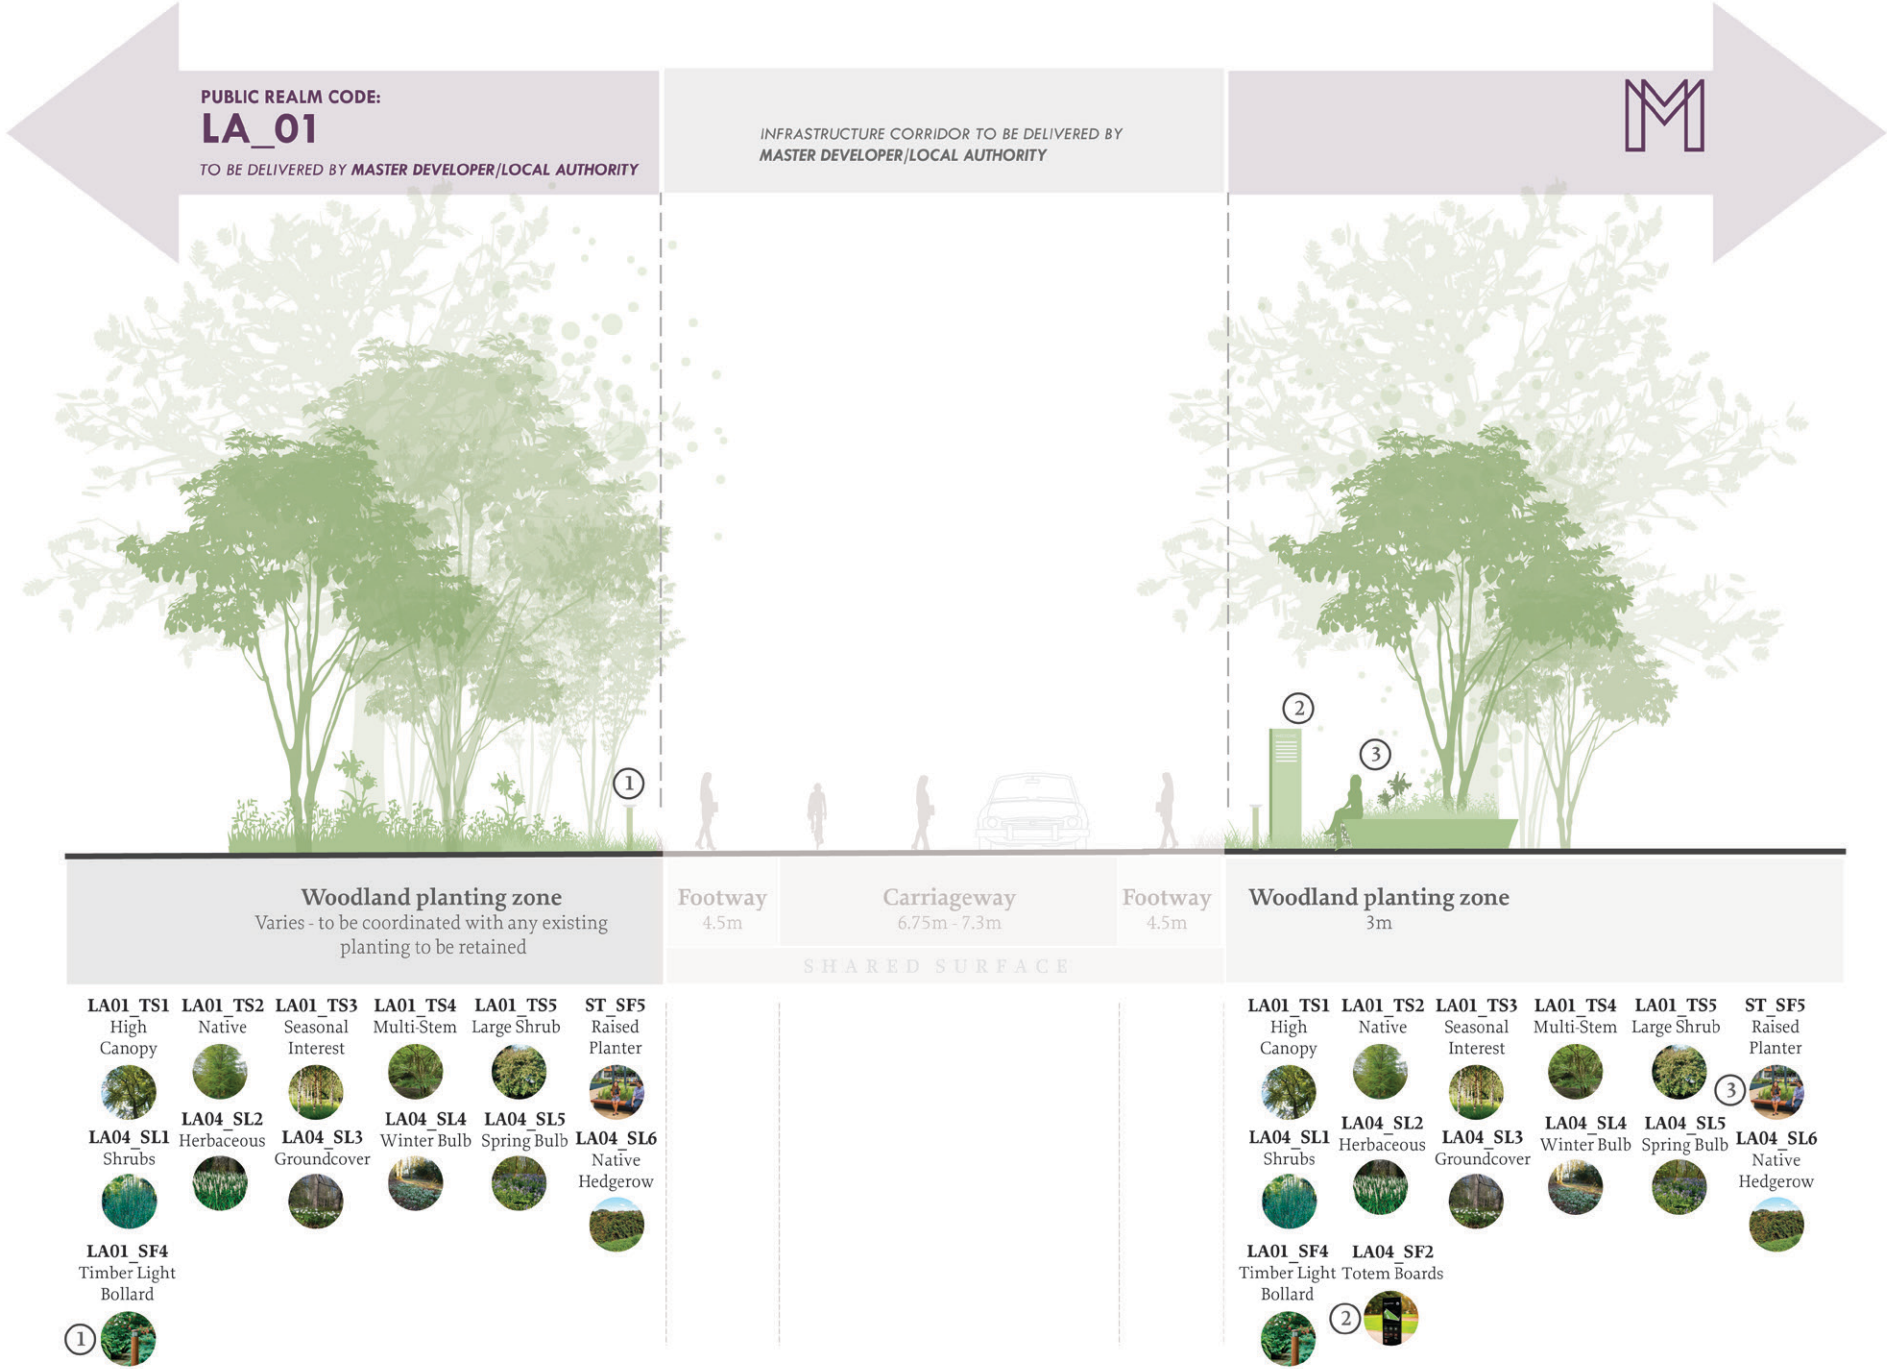 PUBLIC REALM CODE:
LA_01
TO BE DELIVERED BY MASTER DEVELOPER/LOCAL AUTHORITY
INFRASTRUCTURE CORRIDOR TO BE DELIVERED BY
MASTER DEVELOPER/LOCAL AUTHORITY
M
1
2
3
Woodland planting zone
Varies - to be coordinated with any existing
planting to be retained
Footway
4.5m
Carriageway
6.75m - 7.3m
Footway
4.5m
SHARED SURFACE
Woodland planting zone
3m
LA01_TS1
High
Canopy
LA01_TS2
Native
LA01_TS3
Seasonal
Interest
LA01_TS4
Multi-Stem
LA01_TS5
Large Shrub
ST_SF5
Raised
Planter
LA04_SL1
Shrubs
LA04_SL2
Herbaceous
LA04_SL3
Groundcover
LA04_SL4
Winter Bulb
LA04_SL5
Spring Bulb
LA04_SL6
Native
Hedgerow
LA01_SF4
Timber Light
Bollard
1
LA01_TS1
High
Canopy
LA01_TS2
Native
LA01_TS3
Seasonal
Interest
LA01_TS4
Multi-Stem
LA01_TS5
Large Shrub
ST_SF5
Raised
Planter
3
LA04_SL1
Shrubs
LA04_SL2
Herbaceous
LA04_SL3
Groundcover
LA04_SL4
Winter Bulb
LA04_SL5
Spring Bulb
LA04_SL6
Native
Hedgerow
LA01_SF4
Timber Light
Bollard
LA04_SF2
Totem Boards
2